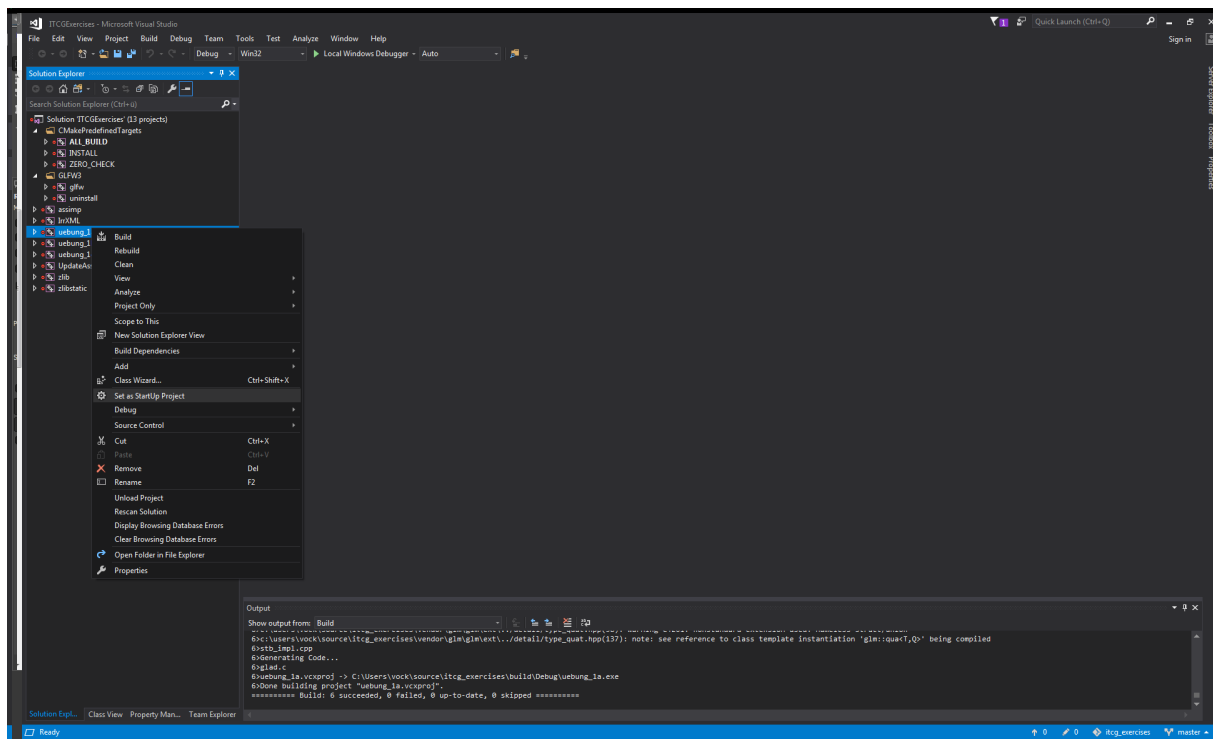 ITCGExercises - Microsoft Visual Studio
1
Quick Launch (Ctrl+Q)
File Edit View Project Build Debug Team Tools Test Analyze Window Help
Sign in
Debug Win32 Local Windows Debugger Auto
Solution Explorer
Search Solution Explorer (Ctrl+ü)
Solution 'ITCGExercises' (13 projects)
CMakePredefinedTargets
ALL_BUILD
INSTALL
ZERO_CHECK
GLFW3
glfw
uninstall
assimp
IrrXML
uebung_1
uebung_1
uebung_1
UpdateAs
zlib
zlibstatic
Build
Rebuild
Clean
View
Analyze
Project Only
Scope to This
New Solution Explorer View
Build Dependencies
Add
Class Wizard... Ctrl+Shift+X
Set as StartUp Project
Debug
Source Control
Cut Ctrl+X
Paste Ctrl+V
Remove Del
Rename F2
Unload Project
Rescan Solution
Display Browsing Database Errors
Clear Browsing Database Errors
Open Folder in File Explorer
Properties
Server Explorer
Toolbox
Properties
Output
Show output from: Build
6>c:\users\vock\source\itcg_exercises\vendor\glm\glm\ext\../detail/type_quat.hpp(137): note: see reference to class template instantiation 'glm::qua<T,Q>' being compiled
6>stb_impl.cpp
6>Generating Code...
6>glad.c
6>uebung_1a.vcxproj -> C:\Users\vock\source\itcg_exercises\build\Debug\uebung_1a.exe
6>Done building project "uebung_1a.vcxproj".
========== Build: 6 succeeded, 0 failed, 0 up-to-date, 0 skipped ==========
Solution Expl... Class View Property Man... Team Explorer
Ready
0 0 itcg_exercises master